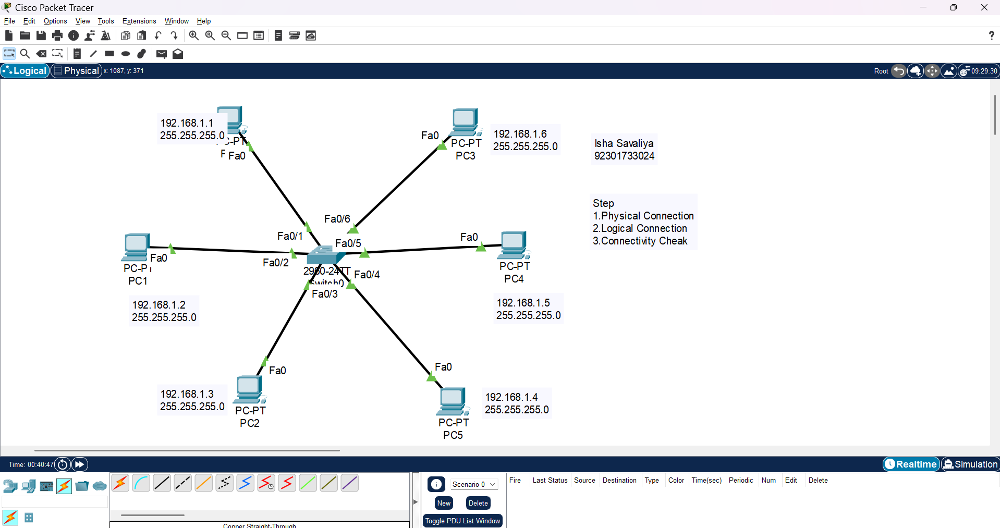 Cisco Packet Tracer
File Edit Options View Tools Extensions Window Help
?
Logical Physical x: 1087, y: 371 Root 09:29:30
192.168.1.1
255.255.255.0
Fa0
Fa0
PC-PT
PC3
192.168.1.6
255.255.255.0
Isha Savaliya
92301733024
Step
1.Physical Connection
2.Logical Connection
3.Connectivity Cheak
Fa0/6
Fa0/1
Fa0/5
Fa0
Fa0
PC1
Fa0/2
2960-24TT
Switch0
Fa0/4
Fa0/3
PC-PT
PC4
192.168.1.2
255.255.255.0
192.168.1.5
255.255.255.0
Fa0
Fa0
192.168.1.3
255.255.255.0
PC-PT
PC2
192.168.1.4
255.255.255.0
PC-PT
PC5
Time: 00:40:47 Realtime Simulation
Scenario 0
New Delete
Toggle PDU List Window
Fire Last Status Source Destination Type Color Time(sec) Periodic Num Edit Delete
Copper Straight-Through